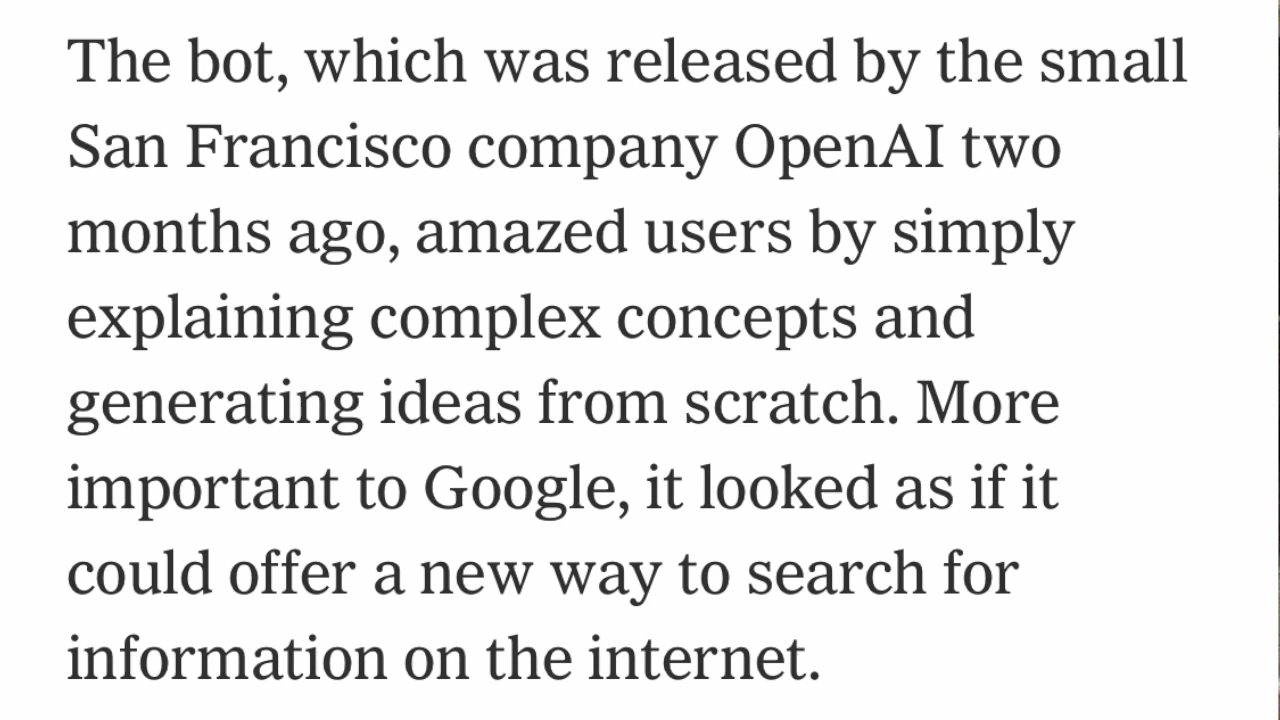 The bot, which was released by the small
San Francisco company OpenAI two
months ago, amazed users by simply
explaining complex concepts and
generating ideas from scratch. More
important to Google, it looked as if it
could offer a new way to search for
information on the internet.